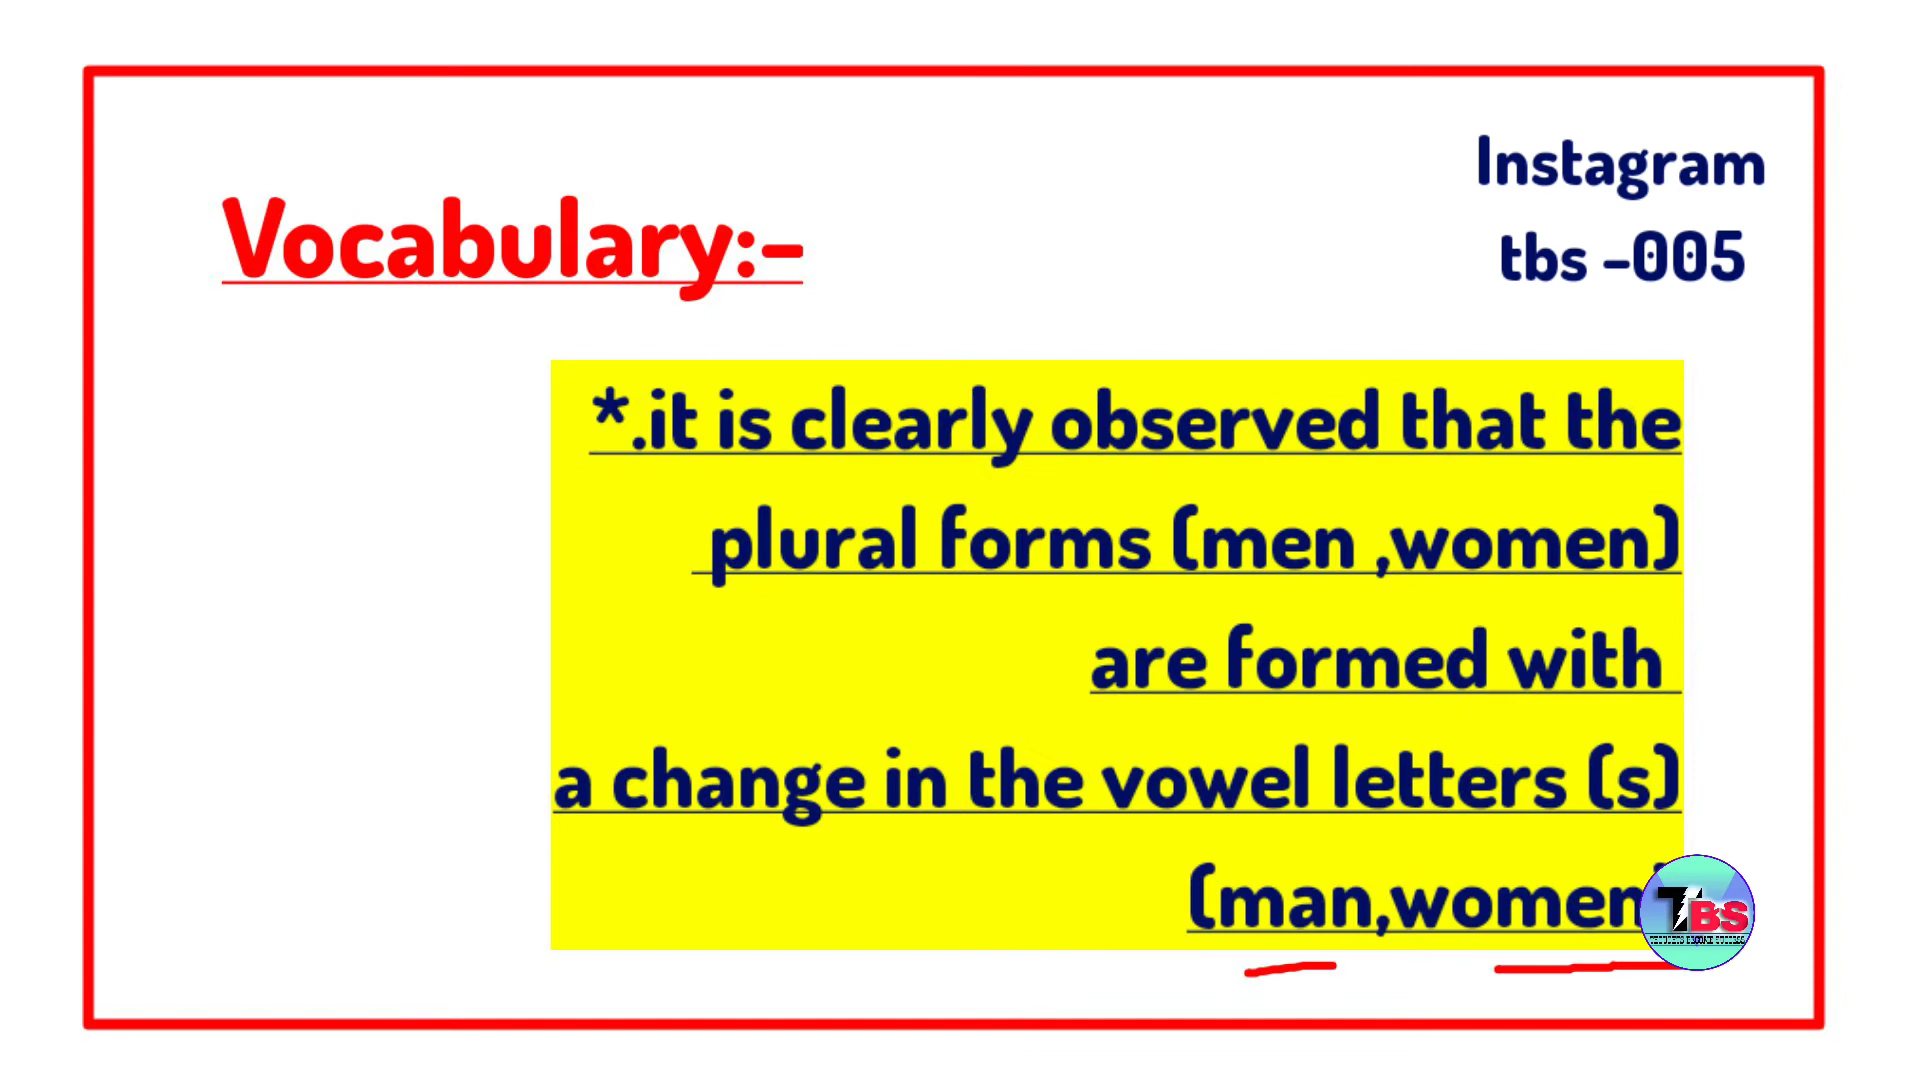 Instagram
tbs -005
Vocabulary:-
*.it is clearly observed that the
plural forms (men ,women)
are formed with
a change in the vowel letters (s)
(man,women)
TBS